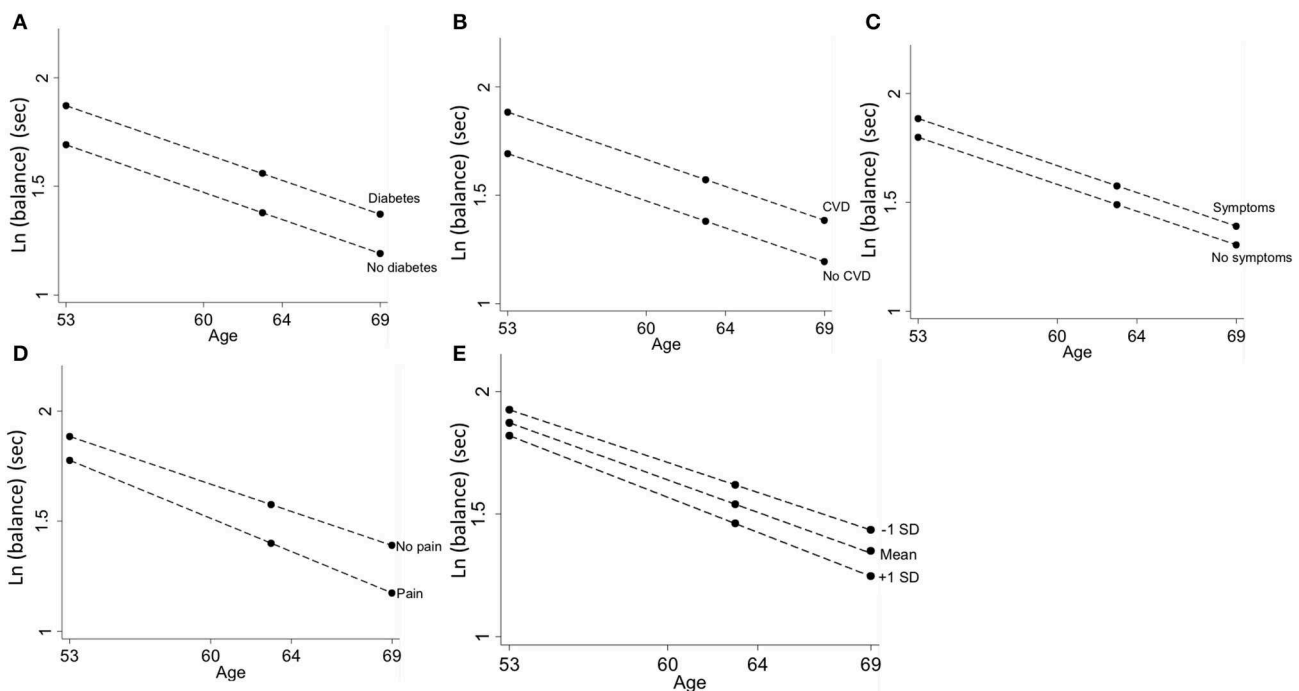 A
Ln (balance) (sec)
2
1.5
1
Diabetes
No diabetes
53 60 64 69
Age
B
Ln (balance) (sec)
2
1.5
1
CVD
No CVD
53 60 64 69
Age
C
Ln (balance) (sec)
2
1.5
1
Symptoms
No symptoms
53 60 64 69
Age
D
Ln (balance) (sec)
2
1.5
1
No pain
Pain
53 60 64 69
Age
E
Ln (balance) (sec)
2
1.5
1
-1 SD
Mean
+1 SD
53 60 64 69
Age